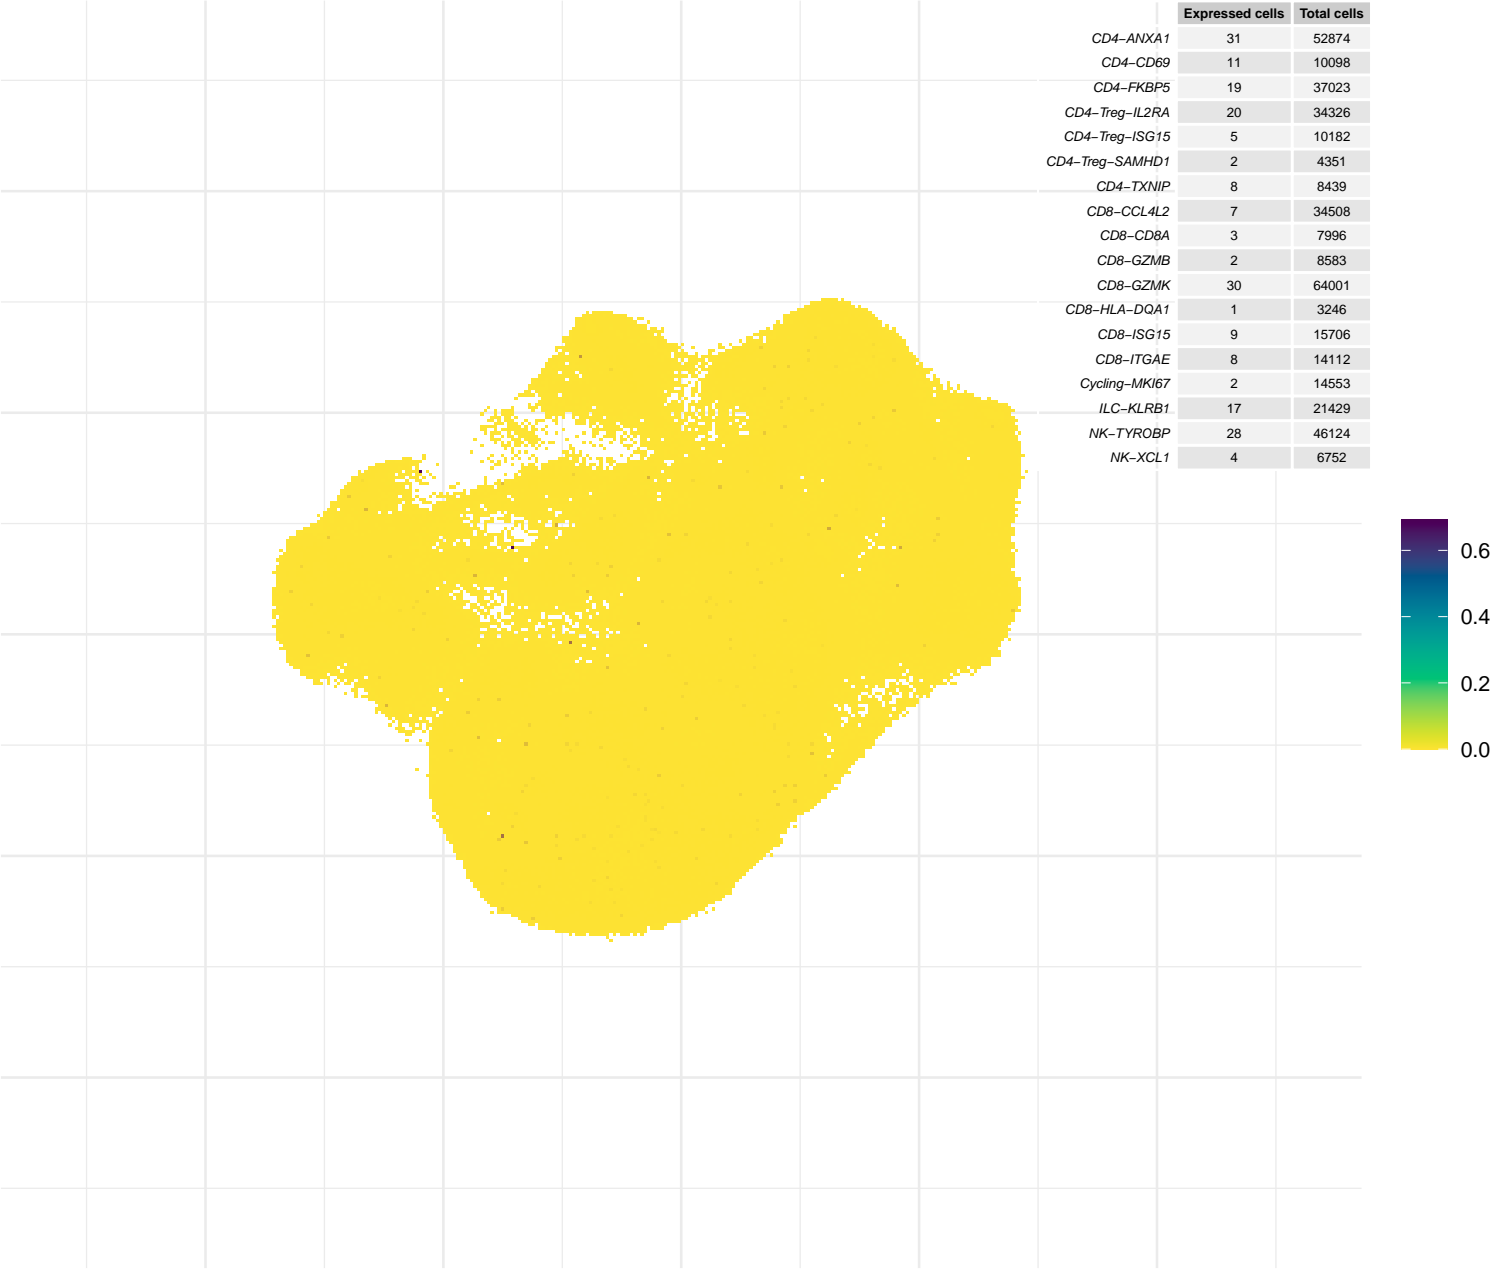 Expressed cells Total cells
CD4−ANXA1 31 52874
CD4−CD69 11 10098
CD4−FKBP5 19 37023
CD4−Treg−IL2RA 20 34326
CD4−Treg−ISG15 5 10182
CD4−Treg−SAMHD1 2 4351
CD4−TXNIP 8 8439
CD8−CCL4L2 7 34508
CD8−CD8A 3 7996
CD8−GZMB 2 8583
CD8−GZMK 30 64001
CD8−HLA−DQA1 1 3246
CD8−ISG15 9 15706
CD8−ITGAE 8 14112
Cycling−MKI67 2 14553
ILC−KLRB1 17 21429
NK−TYROBP 28 46124
NK−XCL1 4 6752
0.6
0.4
0.2
0.0